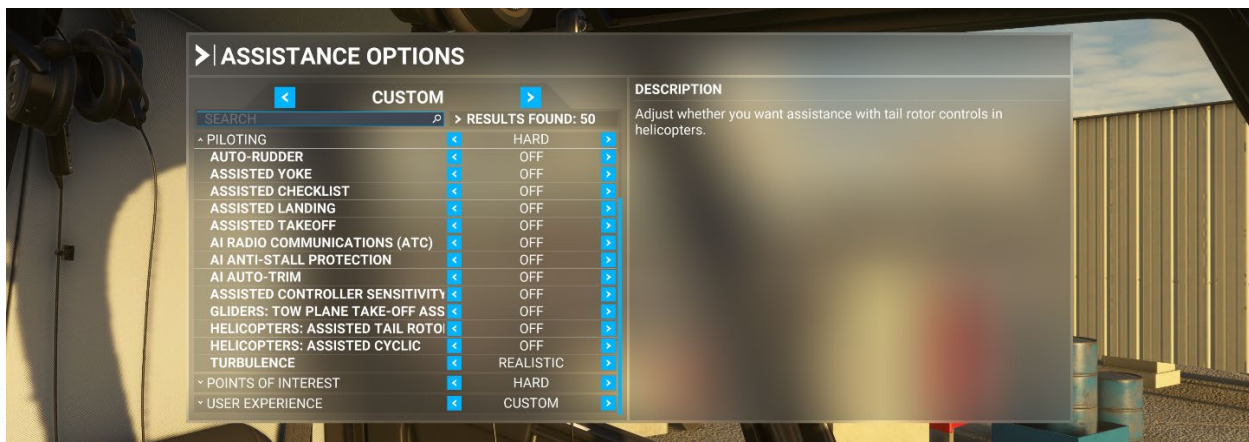 ASSISTANCE OPTIONS
CUSTOM
SEARCH > RESULTS FOUND: 50
PILOTING HARD
AUTO-RUDDER OFF
ASSISTED YOKE OFF
ASSISTED CHECKLIST OFF
ASSISTED LANDING OFF
ASSISTED TAKEOFF OFF
AI RADIO COMMUNICATIONS (ATC) OFF
AI ANTI-STALL PROTECTION OFF
AI AUTO-TRIM OFF
ASSISTED CONTROLLER SENSITIVITY OFF
GLIDERS: TOW PLANE TAKE-OFF ASS OFF
HELICOPTERS: ASSISTED TAIL ROTO OFF
HELICOPTERS: ASSISTED CYCLIC OFF
TURBULENCE REALISTIC
POINTS OF INTEREST HARD
USER EXPERIENCE CUSTOM
DESCRIPTION
Adjust whether you want assistance with tail rotor controls in
helicopters.